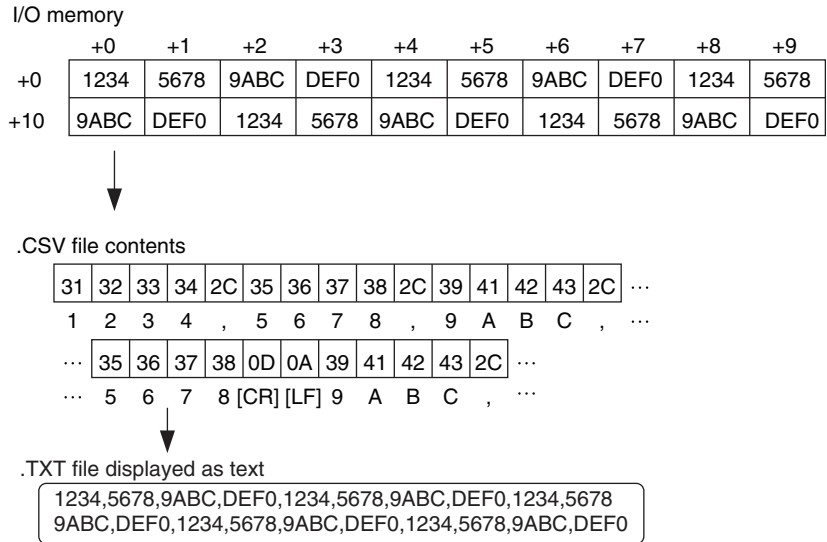 I/O memory
+0 +1 +2 +3 +4 +5 +6 +7 +8 +9
+0 1234 5678 9ABC DEF0 1234 5678 9ABC DEF0 1234 5678
+10 9ABC DEF0 1234 5678 9ABC DEF0 1234 5678 9ABC DEF0
.CSV file contents
31 32 33 34 2C 35 36 37 38 2C 39 41 42 43 2C ...
1 2 3 4 , 5 6 7 8 , 9 A B C , ...
... 35 36 37 38 0D 0A 39 41 42 43 2C ...
... 5 6 7 8 [CR] [LF] 9 A B C , ...
.TXT file displayed as text
1234,5678,9ABC,DEF0,1234,5678,9ABC,DEF0,1234,5678
9ABC,DEF0,1234,5678,9ABC,DEF0,1234,5678,9ABC,DEF0